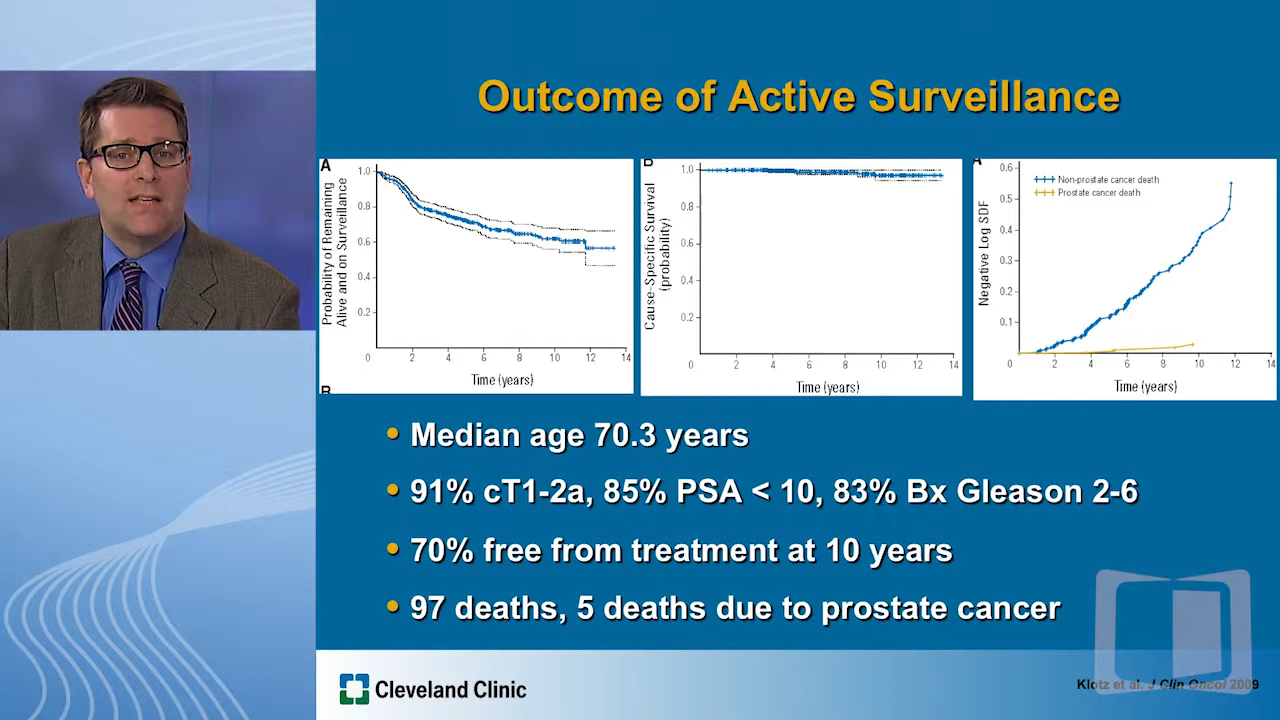 Outcome of Active Surveillance
A
1.0
0.8
0.6
0.4
0.2
0
2
4
6
8
10
12
14
Probability of Remaining
Alive and on Surveillance
Time (years)
B
B
1.0
0.8
0.6
0.4
0.2
0
2
4
6
8
10
12
14
Cause-Specific Survival
(probability)
Time (years)
A
0.6
0.5
0.4
0.3
0.2
0.1
0
2
4
6
8
10
12
14
Negative Log SDF
Non-prostate cancer death
Prostate cancer death
Time (years)
• Median age 70.3 years
• 91% cT1-2a, 85% PSA < 10, 83% Bx Gleason 2-6
• 70% free from treatment at 10 years
• 97 deaths, 5 deaths due to prostate cancer
Cleveland Clinic
Klotz et al. J Clin Oncol 2009